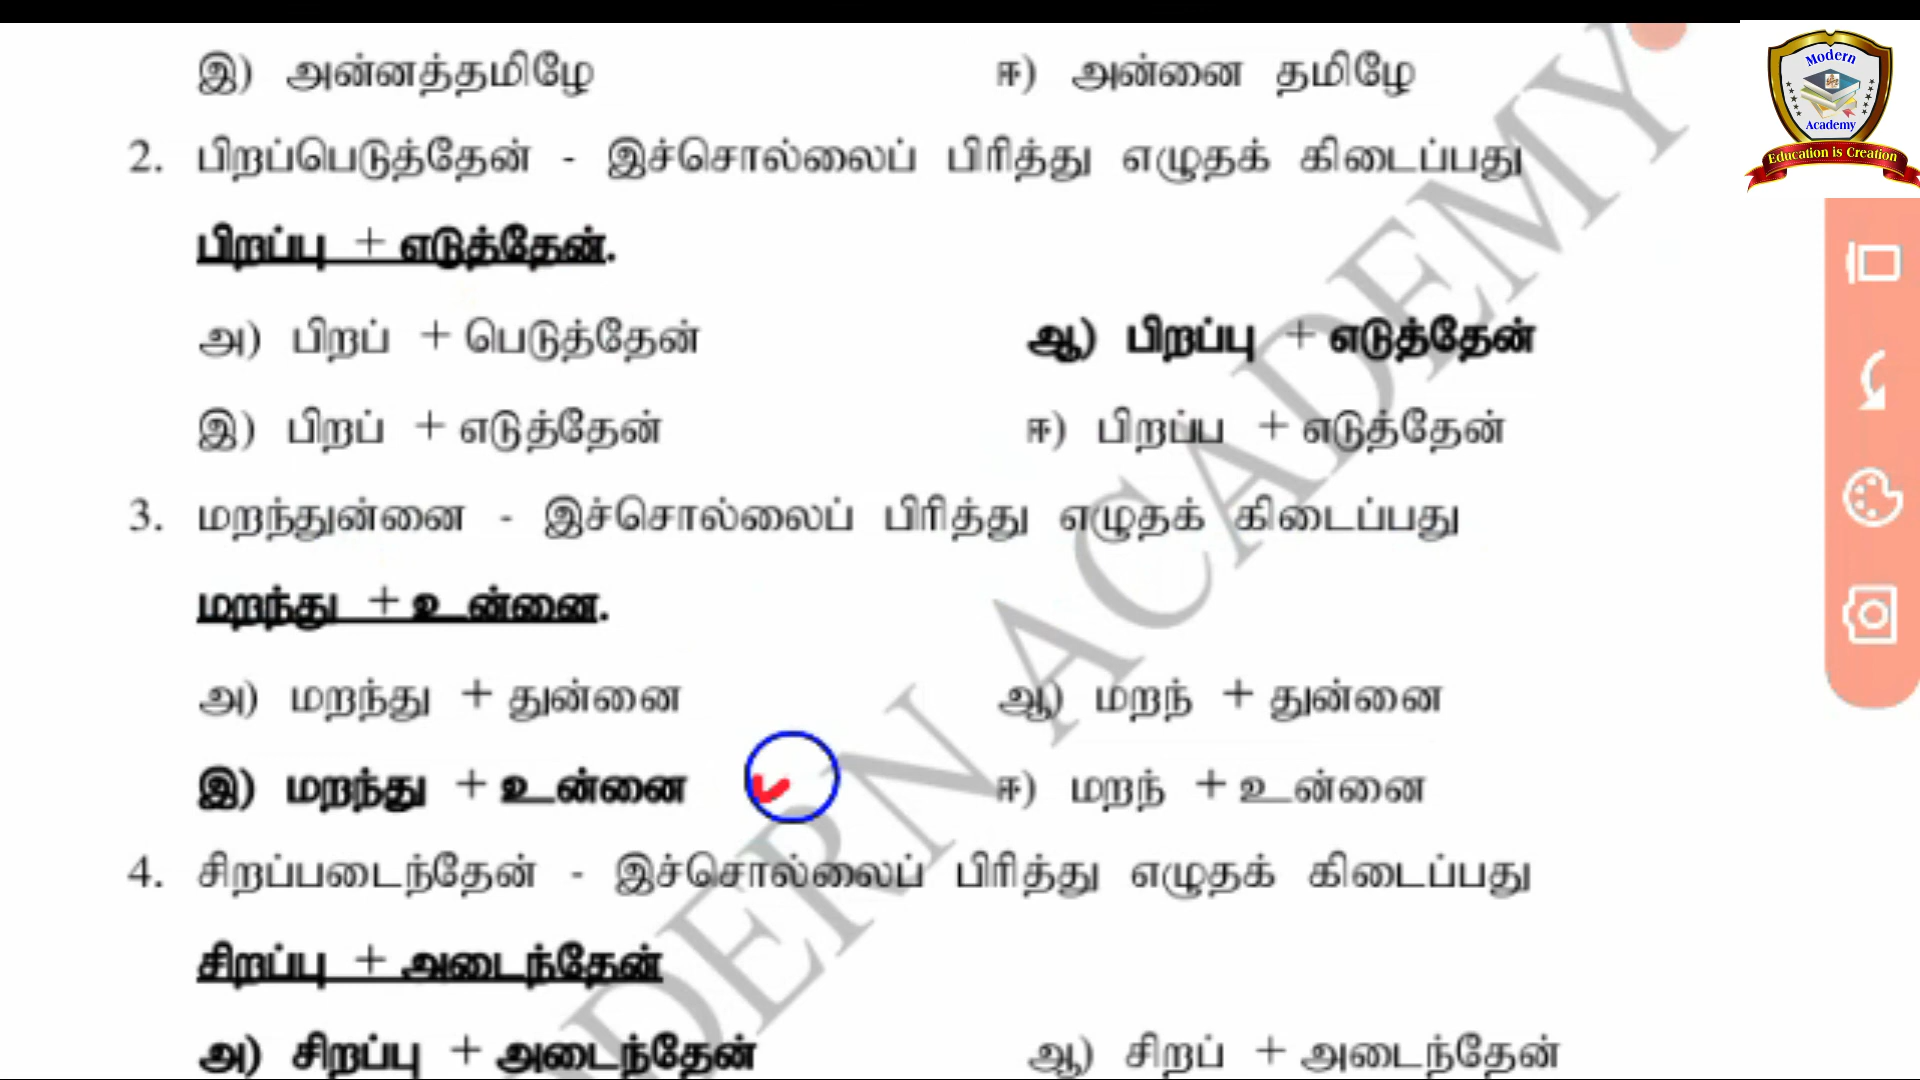 இ) அன்னத்தமிழே ஈ) அன்னை தமிழே
2. பிறப்பெடுத்தேன் - இச்சொல்லைப் பிரித்து எழுதக் கிடைப்பது
பிறப்பு + எடுத்தேன்.
அ) பிறப் + பெடுத்தேன் ஆ) பிறப்பு + எடுத்தேன்
இ) பிறப் + எடுத்தேன் ஈ) பிறப்ப + எடுத்தேன்
3. மறந்துன்னை - இச்சொல்லைப் பிரித்து எழுதக் கிடைப்பது
மறந்து + உன்னை.
அ) மறந்து + துன்னை ஆ) மறந் + துன்னை
இ) மறந்து + உன்னை ஈ) மறந் + உன்னை
4. சிறப்படைந்தேன் - இச்சொல்லைப் பிரித்து எழுதக் கிடைப்பது
சிறப்பு + அடைந்தேன்
அ) சிறப்பு + அடைந்தேன் ஆ) சிறப் + அடைந்தேன்
DERN ACADEMY
Modern
Academy
Education is Creation